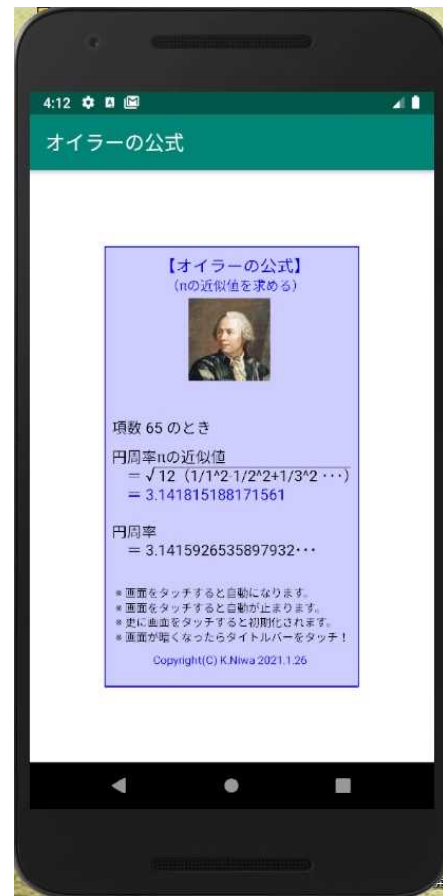 4:12
オイラーの公式
【オイラーの公式】
（πの近似値を求める）
項数 65 のとき
円周率πの近似値
＝√12（1/1^2-1/2^2+1/3^2 ･･･）
＝ 3.141815188171561
円周率
＝ 3.1415926535897932･･･
※ 画面をタッチすると自動になります。
※ 画面をタッチすると自動が止まります。
※ 更に画面をタッチすると初期化されます。
※ 画面が暗くなったらタイトルバーをタッチ！
Copyright(C) K.Niwa 2021.1.26